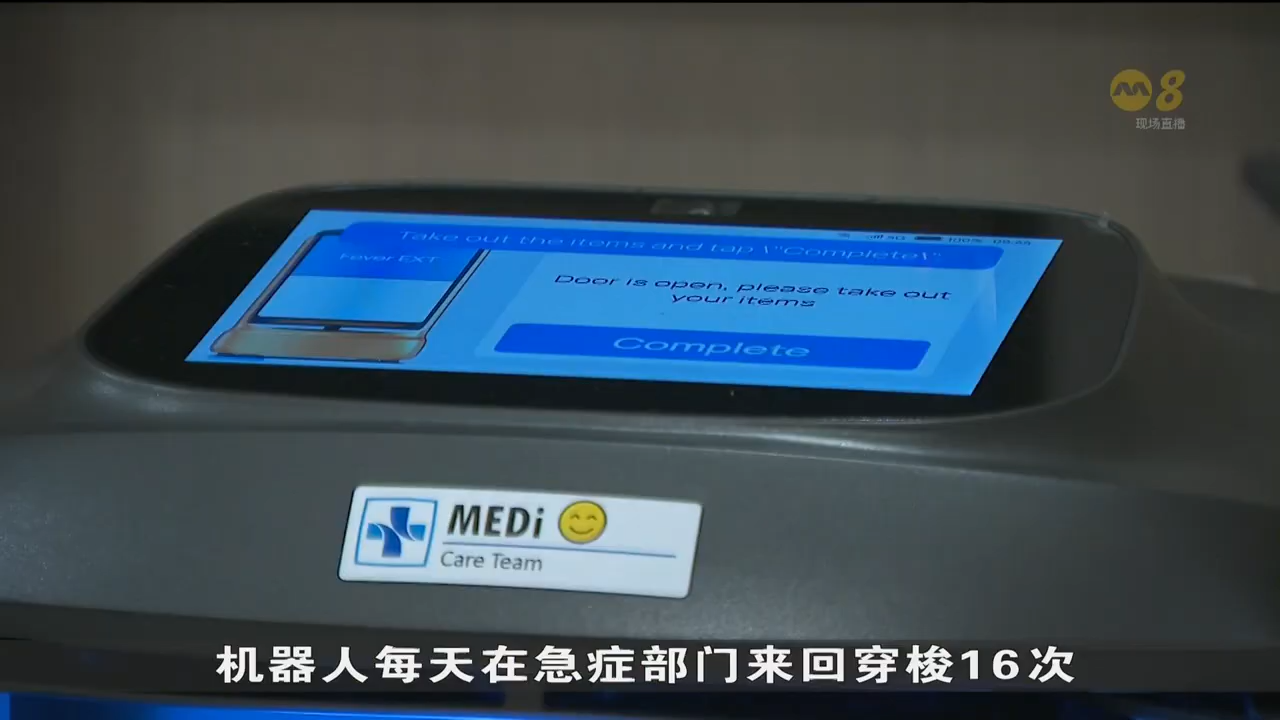 8
现场直播
100%
Take out the items and tap \"Complete\"
Fever EXT
Door is open, please take out
your items
Complete
MEDi
Care Team
机器人每天在急症部门来回穿梭16次